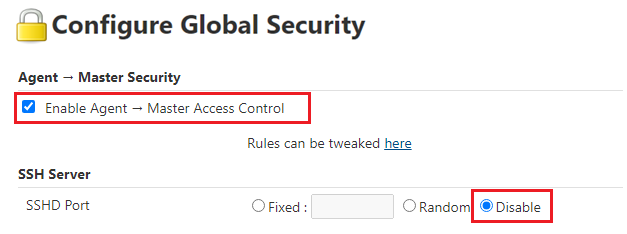 Configure Global Security
Agent → Master Security
Enable Agent → Master Access Control
Rules can be tweaked here
SSH Server
SSHD Port Fixed : Random Disable